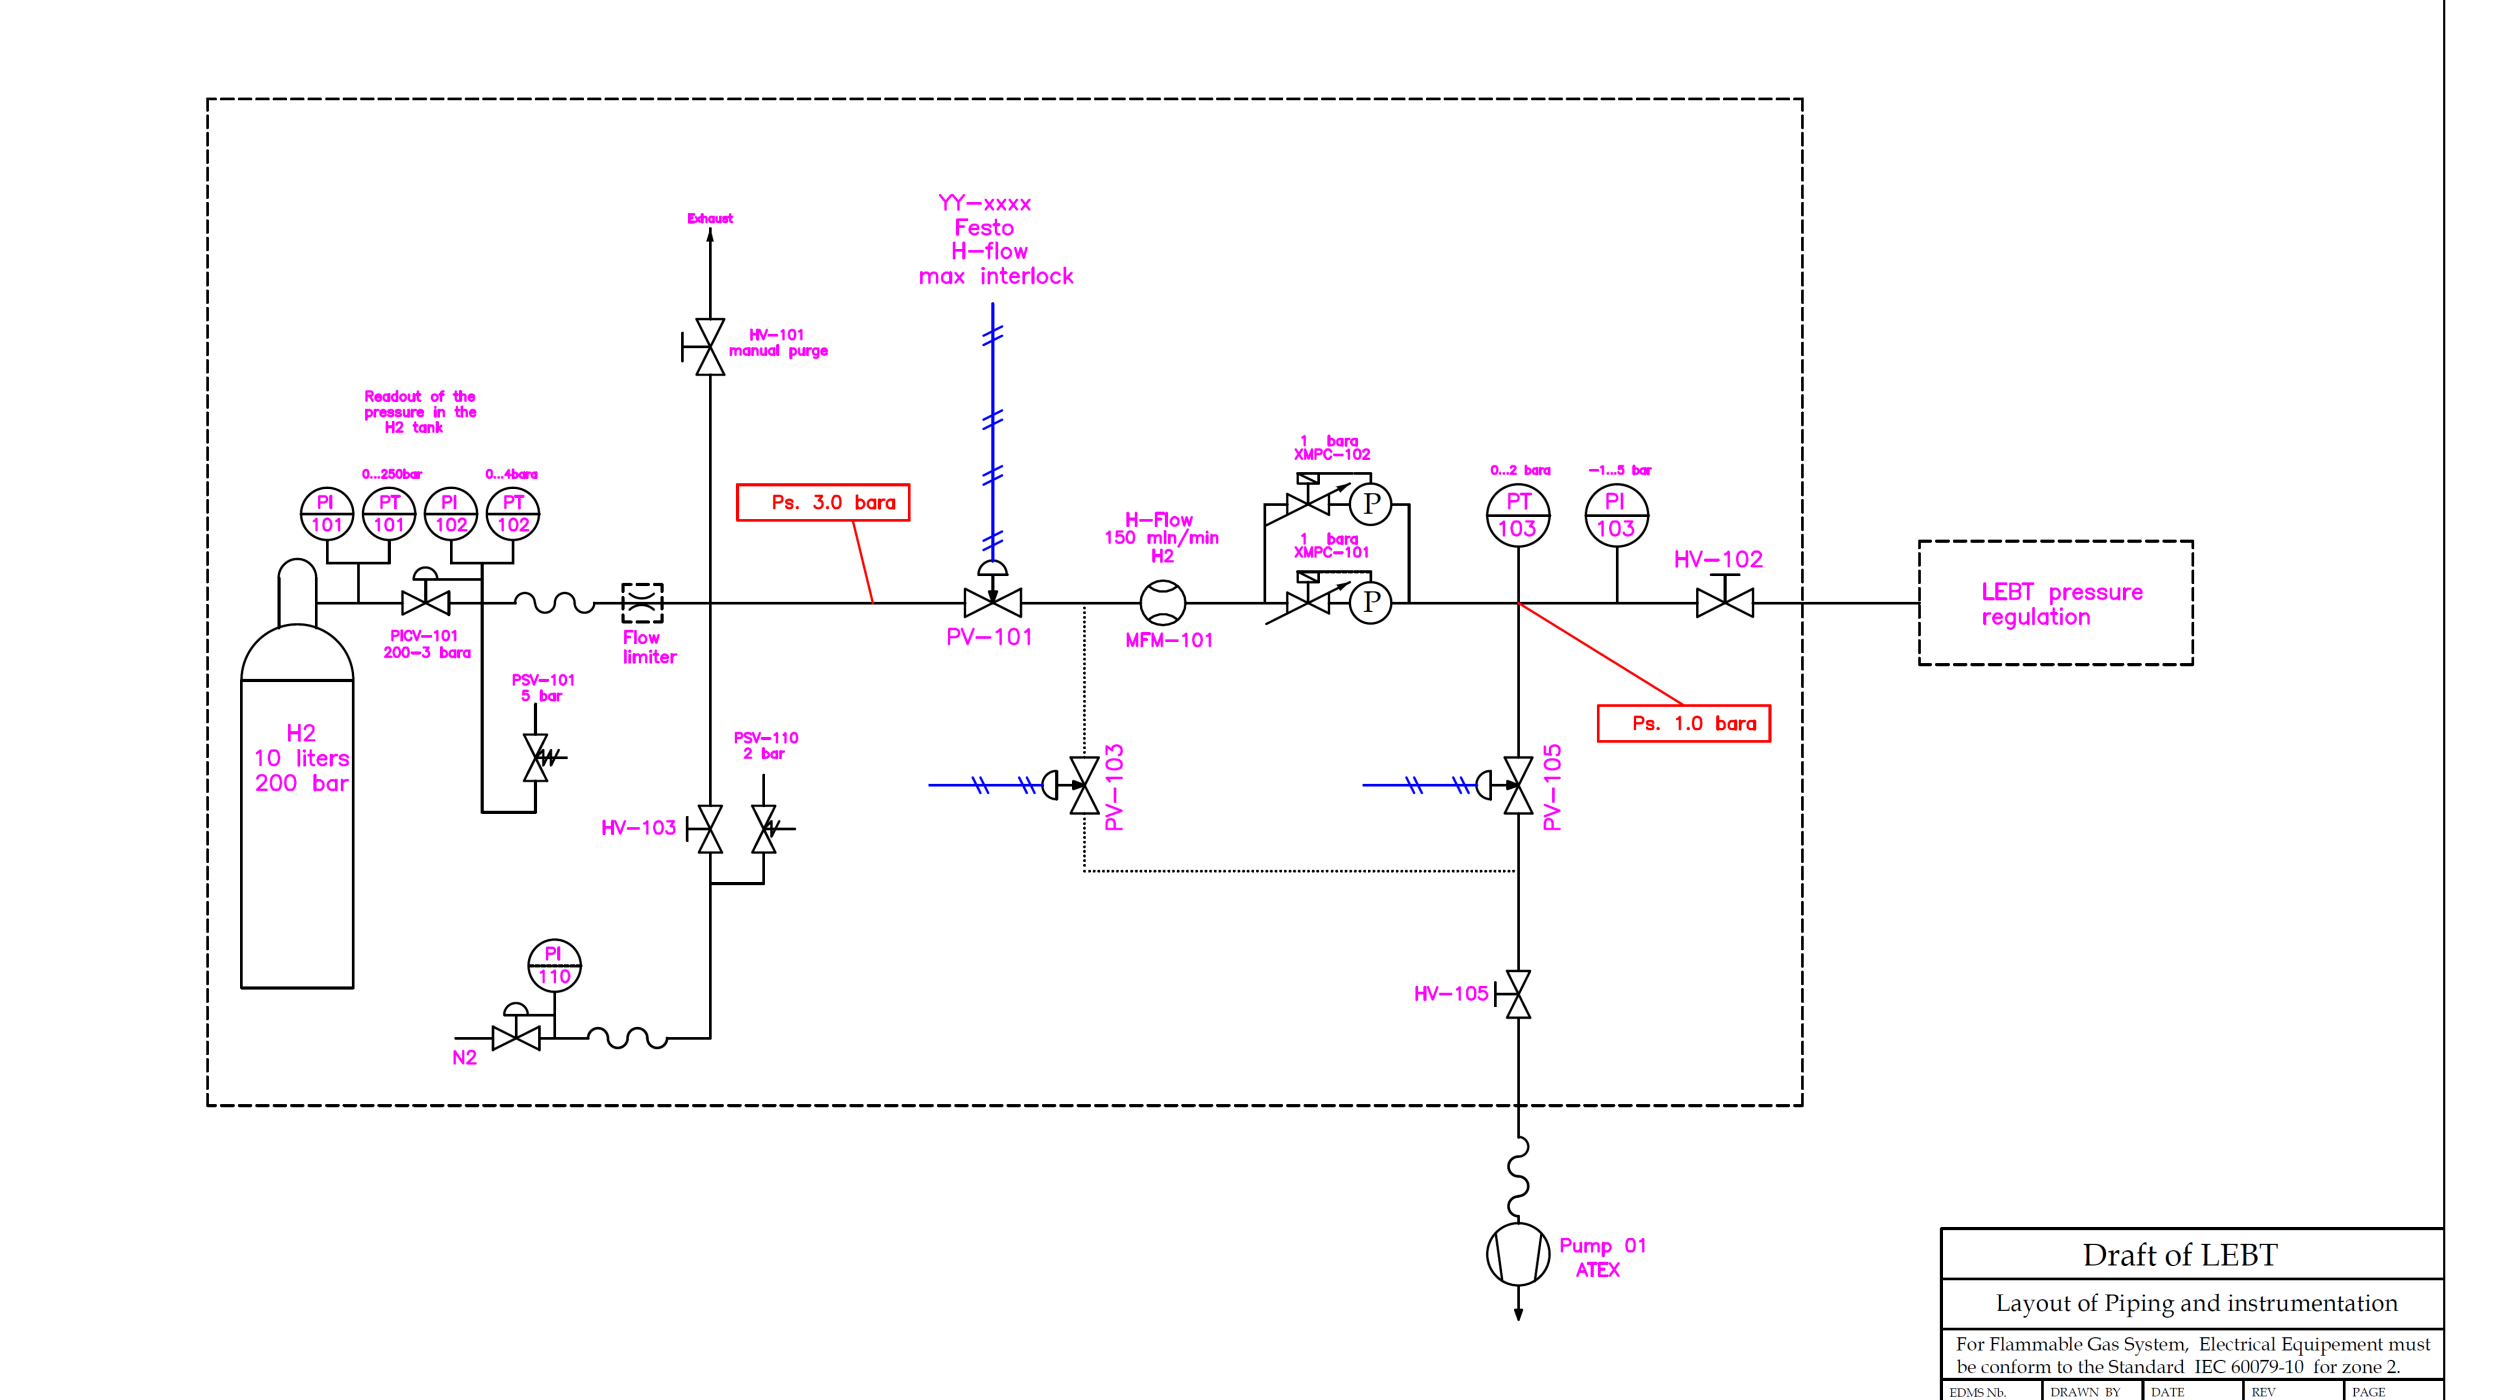 YY-xxxx
Festo
H-flow
max interlock
Exhaust
HV-101
manual purge
Readout of the
pressure in the
H2 tank
0...250bar
0...4bara
PI
101
PT
101
PI
102
PT
102
Ps. 3.0 bara
1 bara
XMPC-102
P
H-Flow
150 mln/min
H2
1 bara
XMPC-101
P
0...2 bara
-1...5 bar
PT
103
PI
103
HV-102
LEBT pressure
regulation
PICV-101
200-3 bara
Flow
limiter
PV-101
MFM-101
PSV-101
5 bar
Ps. 1.0 bara
H2
10 liters
200 bar
PSV-110
2 bar
HV-103
PV-103
PV-105
PI
110
N2
HV-105
Pump 01
ATEX
Draft of LEBT
Layout of Piping and instrumentation
For Flammable Gas System, Electrical Equipement must
be conform to the Standard IEC 60079-10 for zone 2.
EDMS Nb.
DRAWN BY
DATE
REV
PAGE